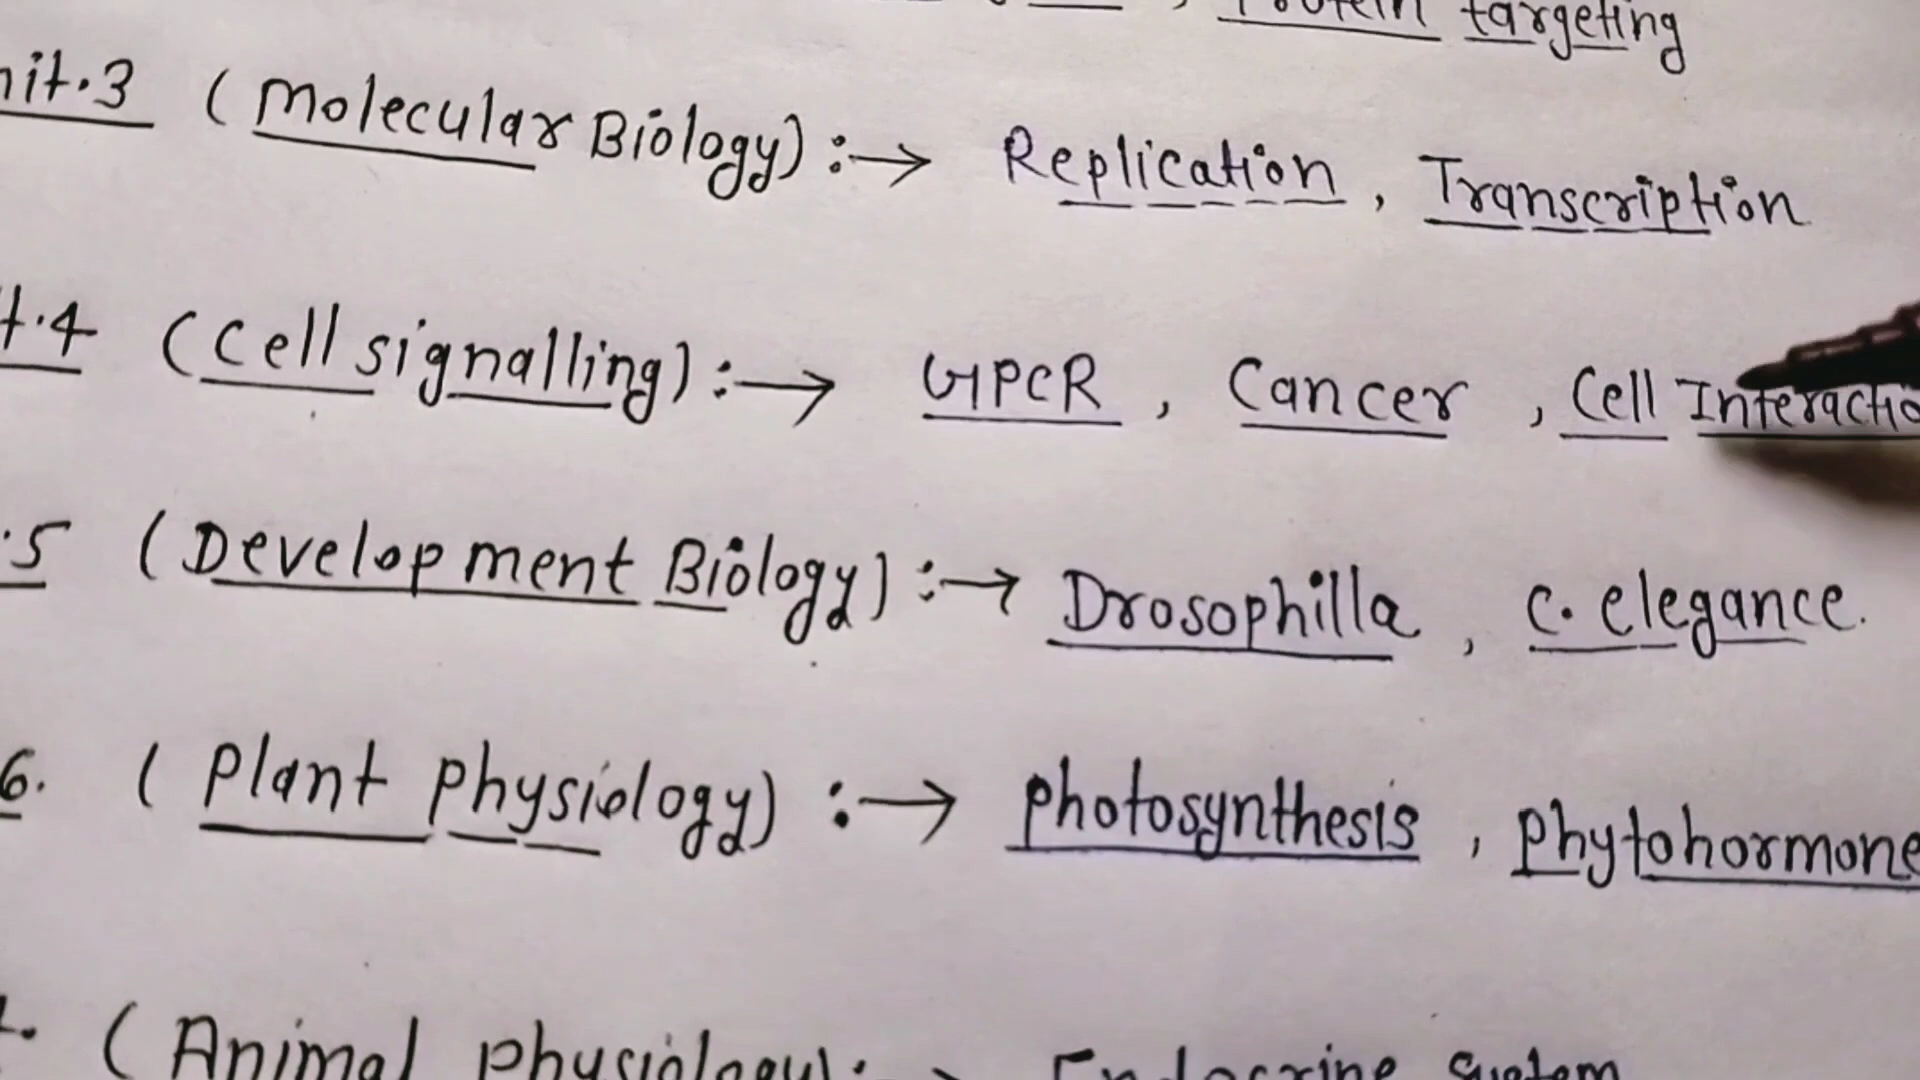 targeting
nit.3 (Molecular Biology) :→ Replication, Transcription
t.4 (Cell signalling) :→ GPCR, Cancer, Cell Interactio
.5 (Development Biology) :→ Drosophilla, C. elegance.
6. (Plant physiology) :→ photosynthesis, Phytohormone
(Animal physiology) : Endocrine system